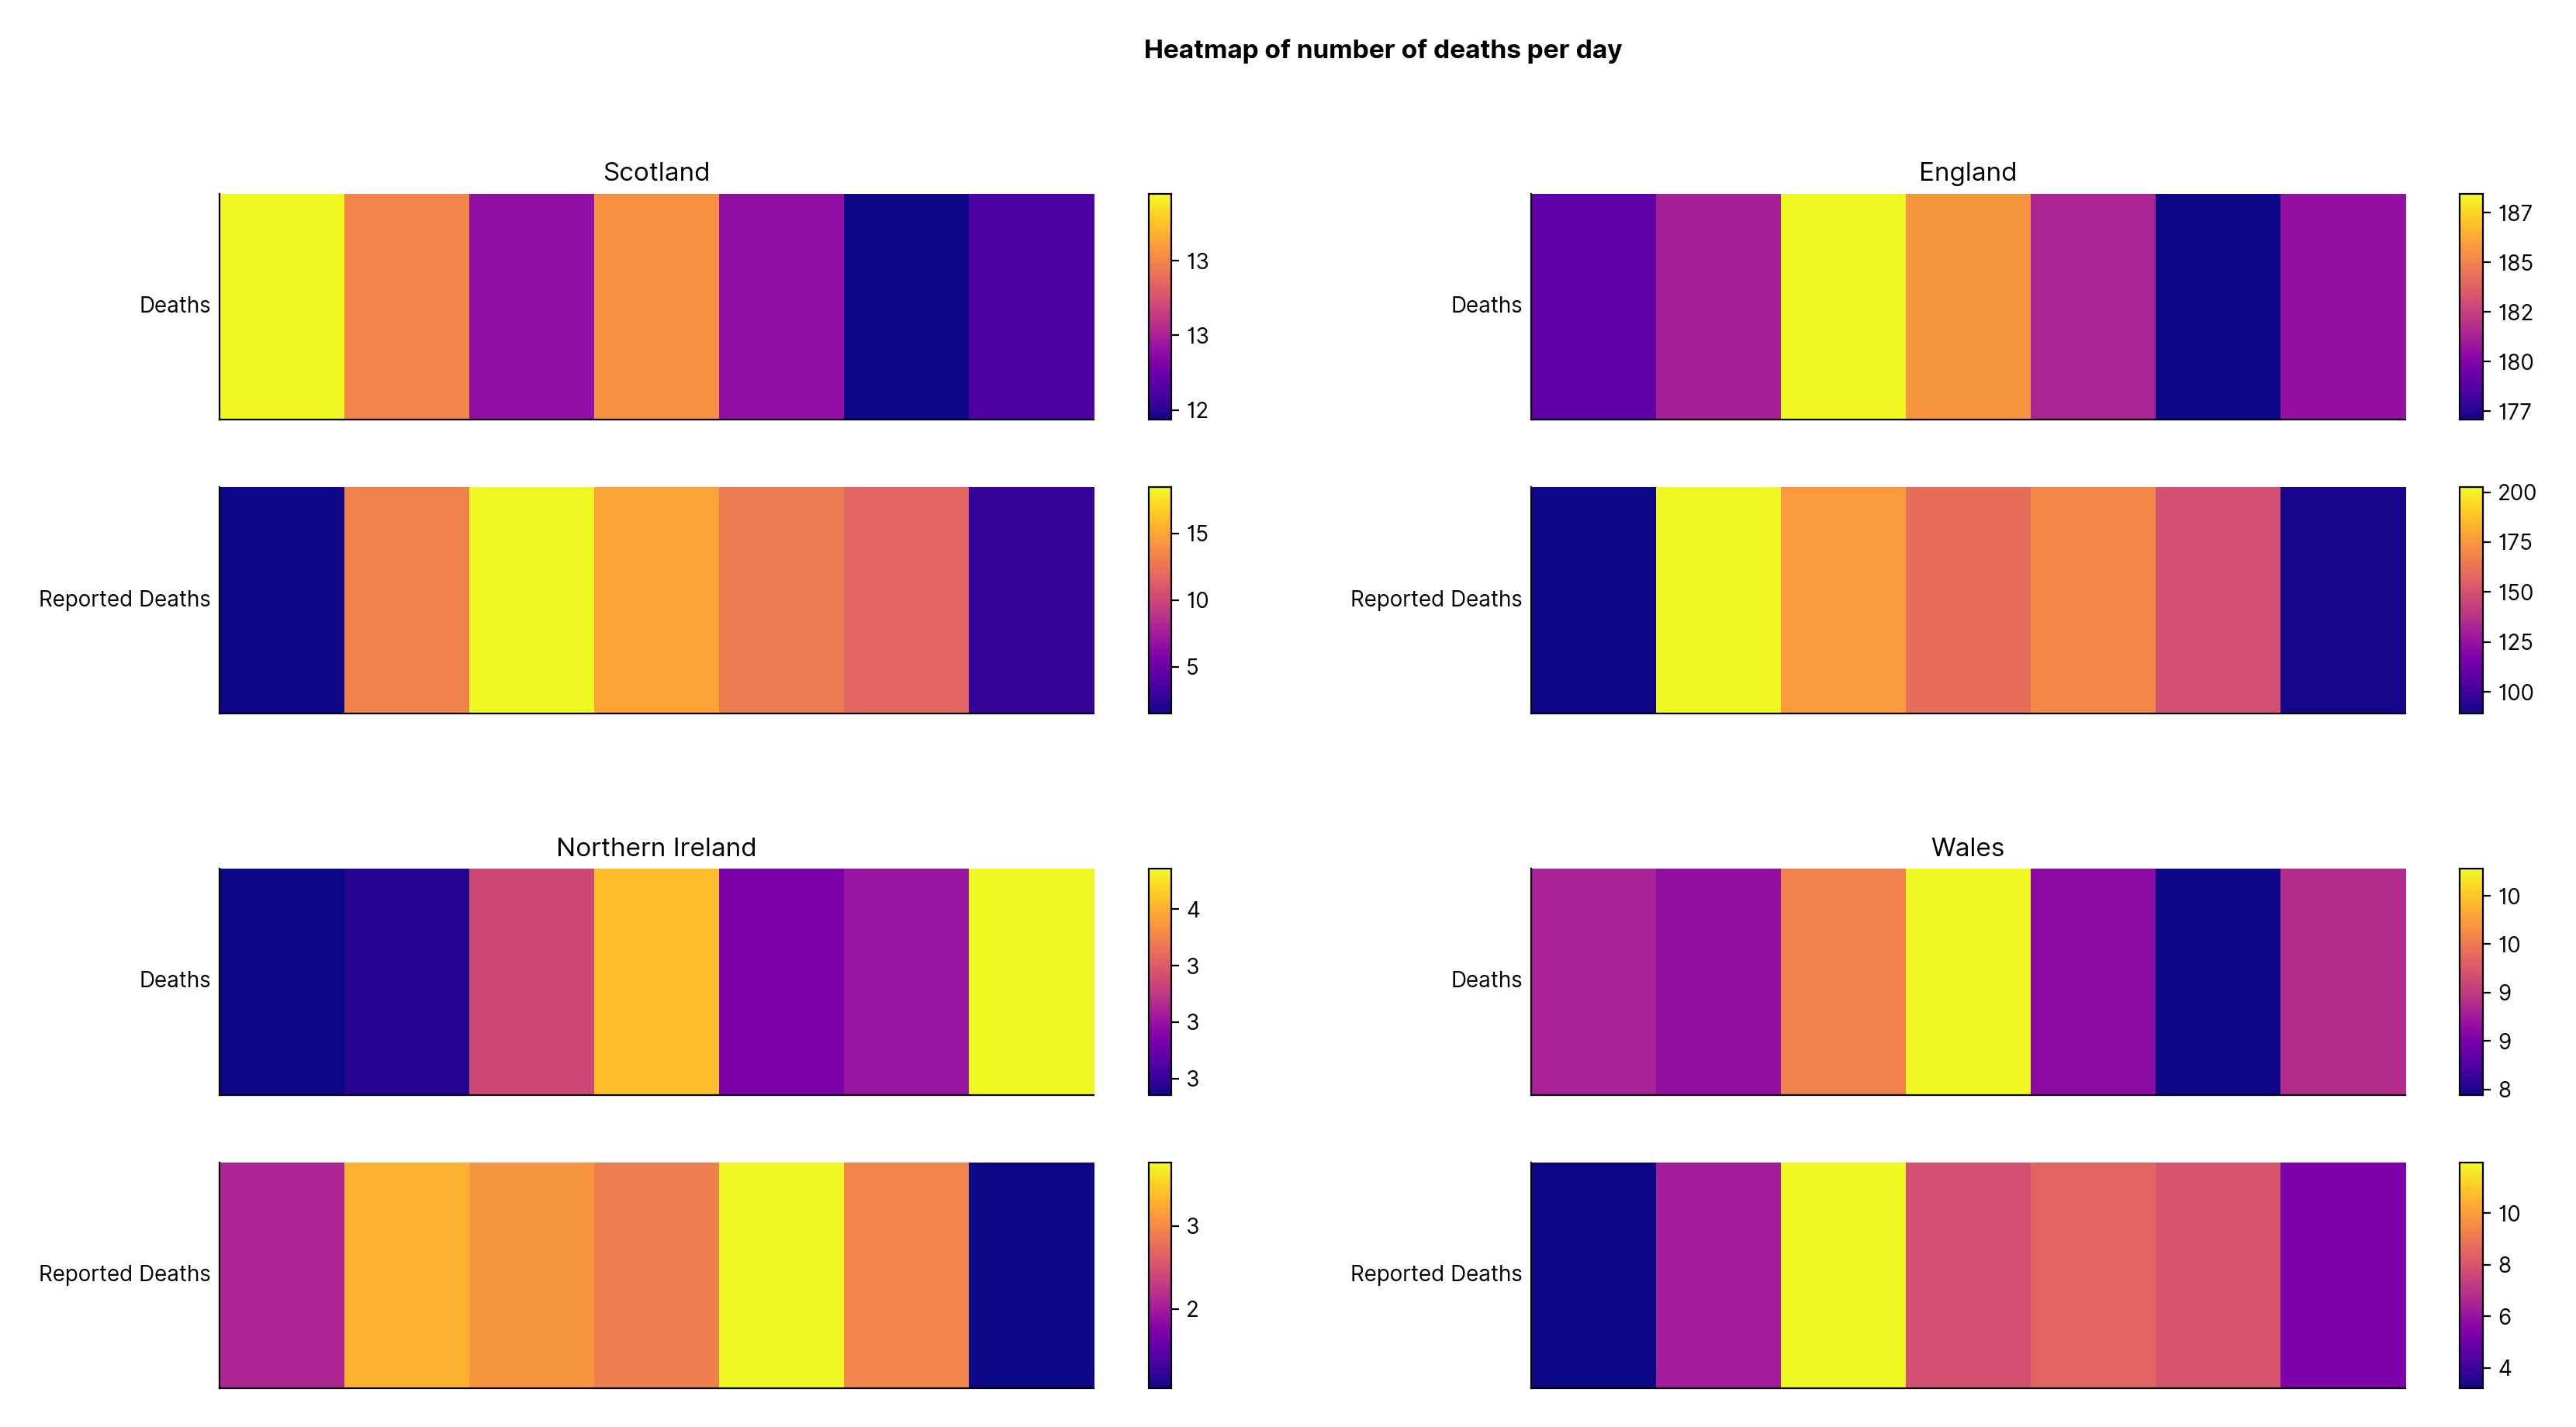 Heatmap of number of deaths per day
Scotland
Deaths
13
13
12
Reported Deaths
15
10
5
England
Deaths
187
185
182
180
177
Reported Deaths
200
175
150
125
100
Northern Ireland
Deaths
4
3
3
3
Reported Deaths
3
2
Wales
Deaths
10
10
9
9
8
Reported Deaths
10
8
6
4